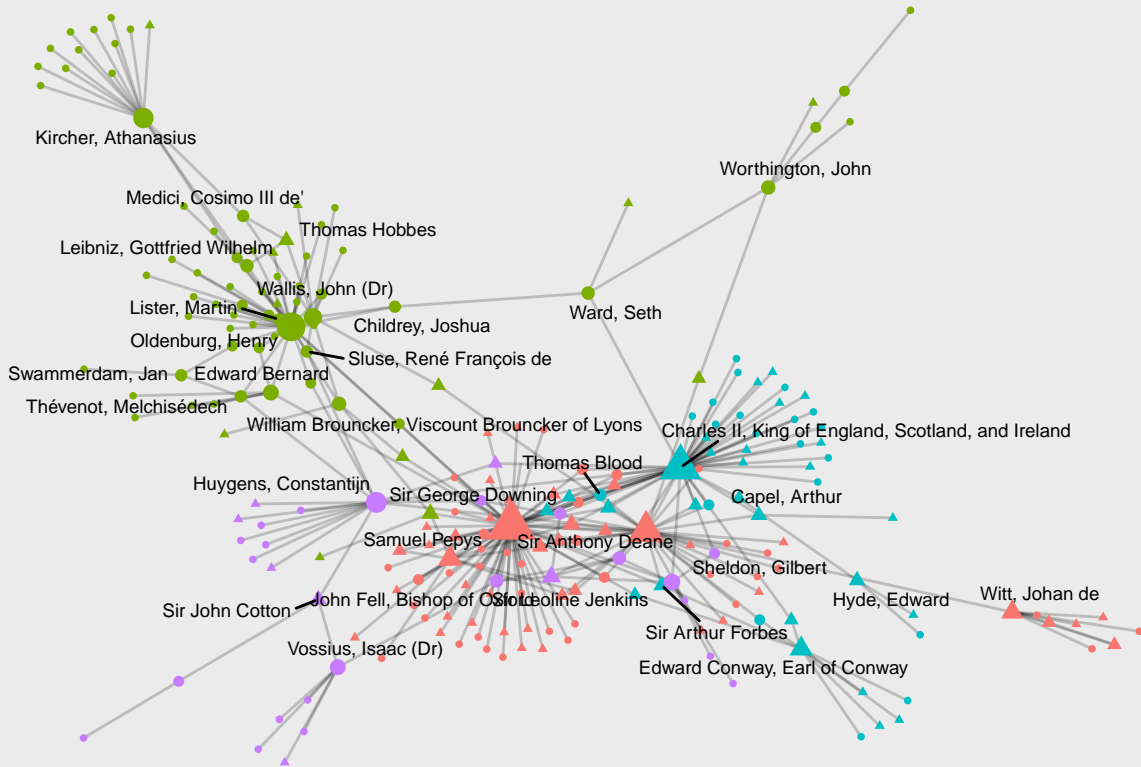 Kircher, Athanasius
Worthington, John
Medici, Cosimo III de'
Thomas Hobbes
Leibniz, Gottfried Wilhelm
Wallis, John (Dr)
Lister, Martin
Ward, Seth
Childrey, Joshua
Oldenburg, Henry
Sluse, René François de
Swammerdam, Jan
Edward Bernard
Thévenot, Melchisédech
William Brouncker, Viscount Brouncker of Lyons
Charles II, King of England, Scotland, and Ireland
Thomas Blood
Huygens, Constantijn
Sir George Downing
Capel, Arthur
Samuel Pepys
Sir Anthony Deane
Sheldon, Gilbert
Witt, Johan de
Hyde, Edward
Sir John Cotton
John Fell, Bishop of Oxford
Sir Leoline Jenkins
Sir Arthur Forbes
Vossius, Isaac (Dr)
Edward Conway, Earl of Conway